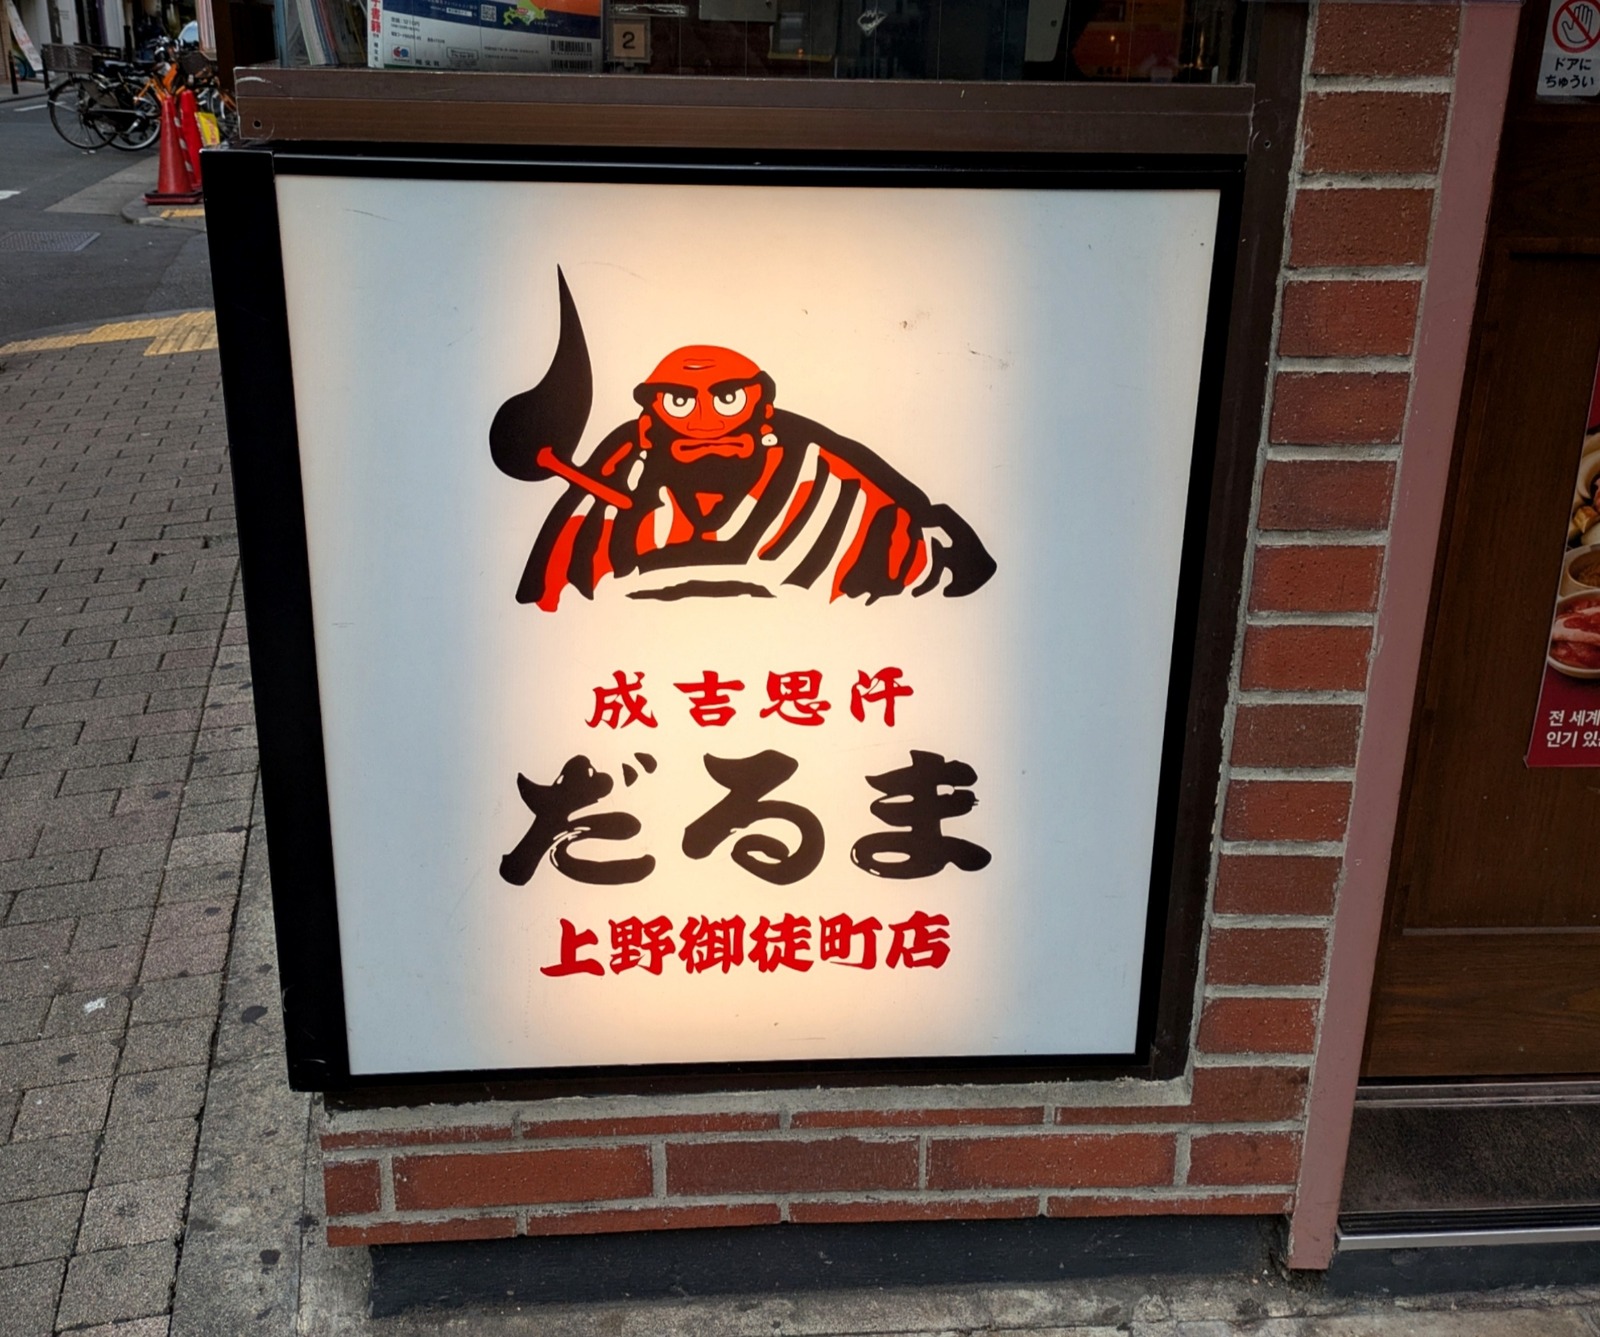 2
ドアに
ちゅうい
成吉思汗
だるま
上野御徒町店
전 세계
인기 있